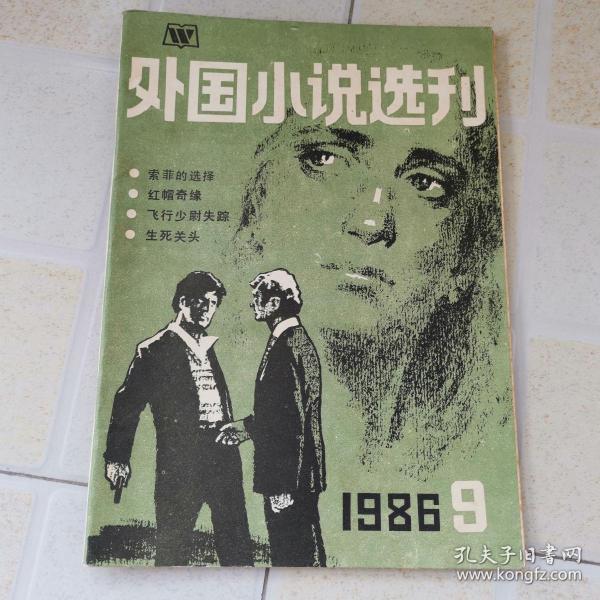 W
外国小说选刊
● 索菲的选择
● 红帽奇缘
● 飞行少尉失踪
● 生死关头
1986 9
孔夫子旧书网
www.kongfz.com